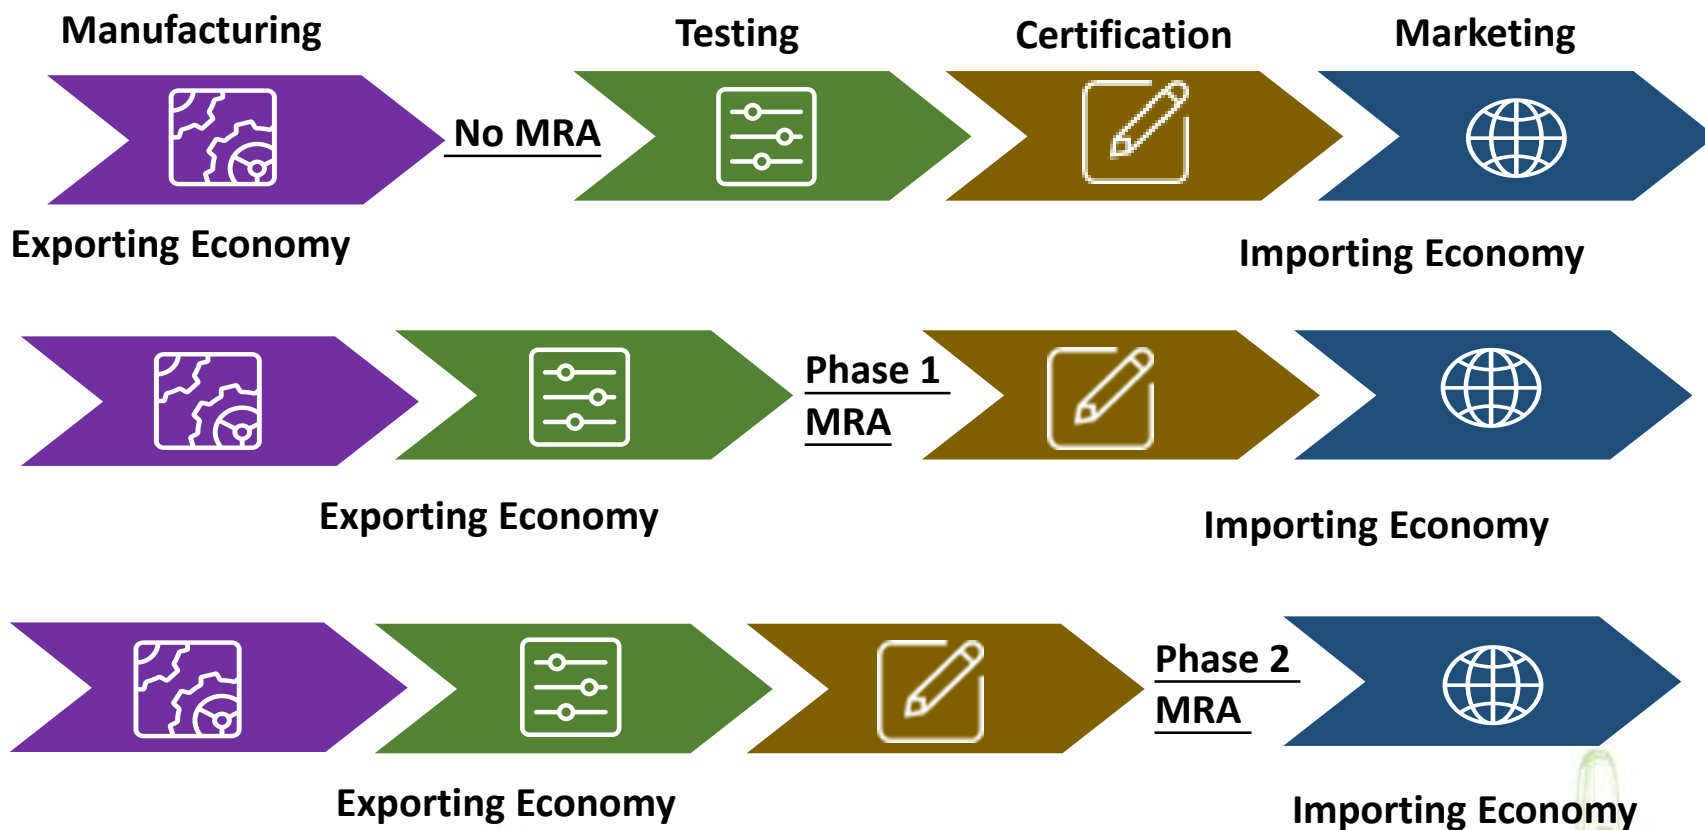 Manufacturing
Testing
Certification
Marketing
No MRA
Exporting Economy
Importing Economy
Phase 1
MRA
Exporting Economy
Importing Economy
Phase 2
MRA
Exporting Economy
Importing Economy